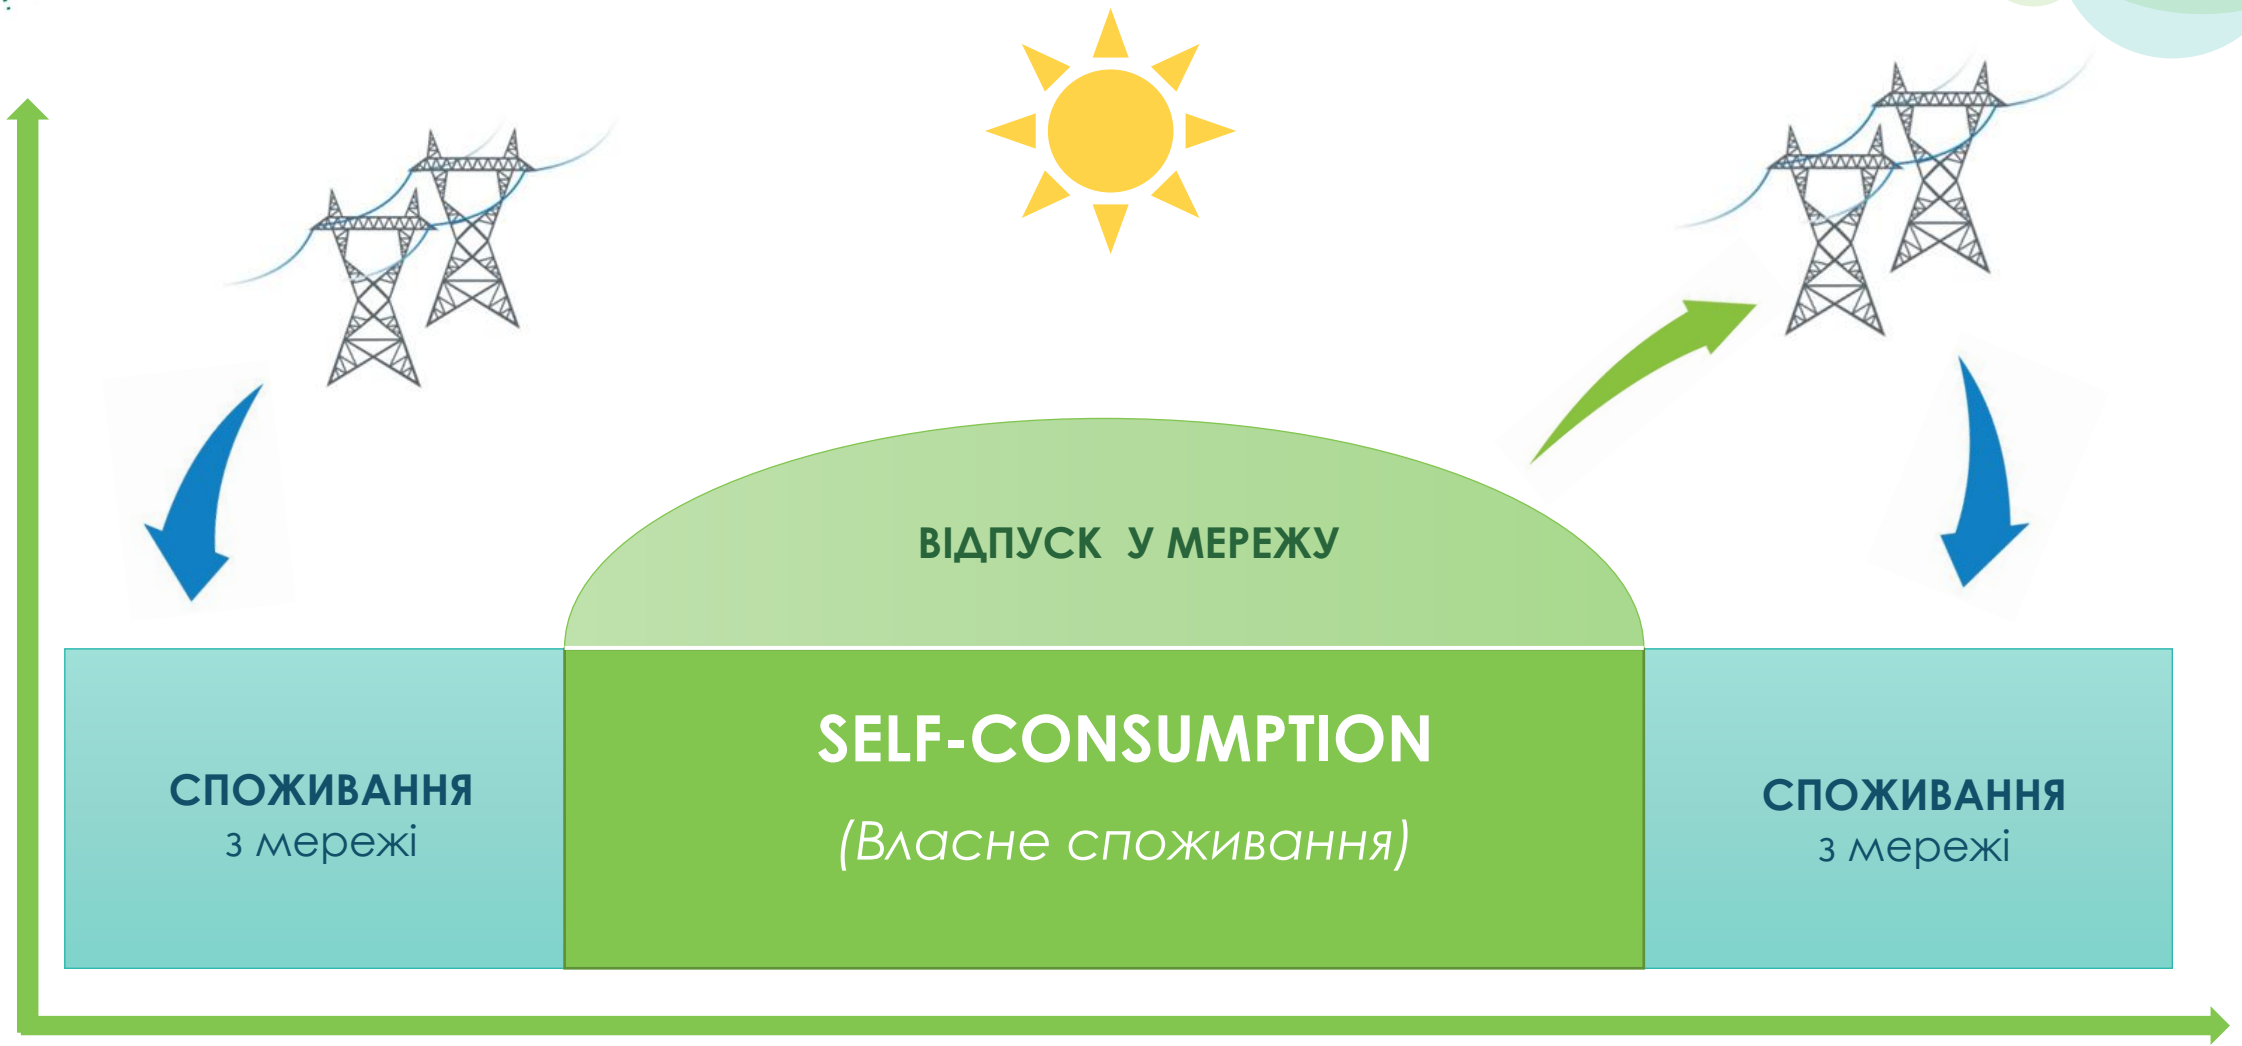 ВІДПУСК У МЕРЕЖУ
СПОЖИВАННЯ
з мережі
SELF-CONSUMPTION
(Власне споживання)
СПОЖИВАННЯ
з мережі